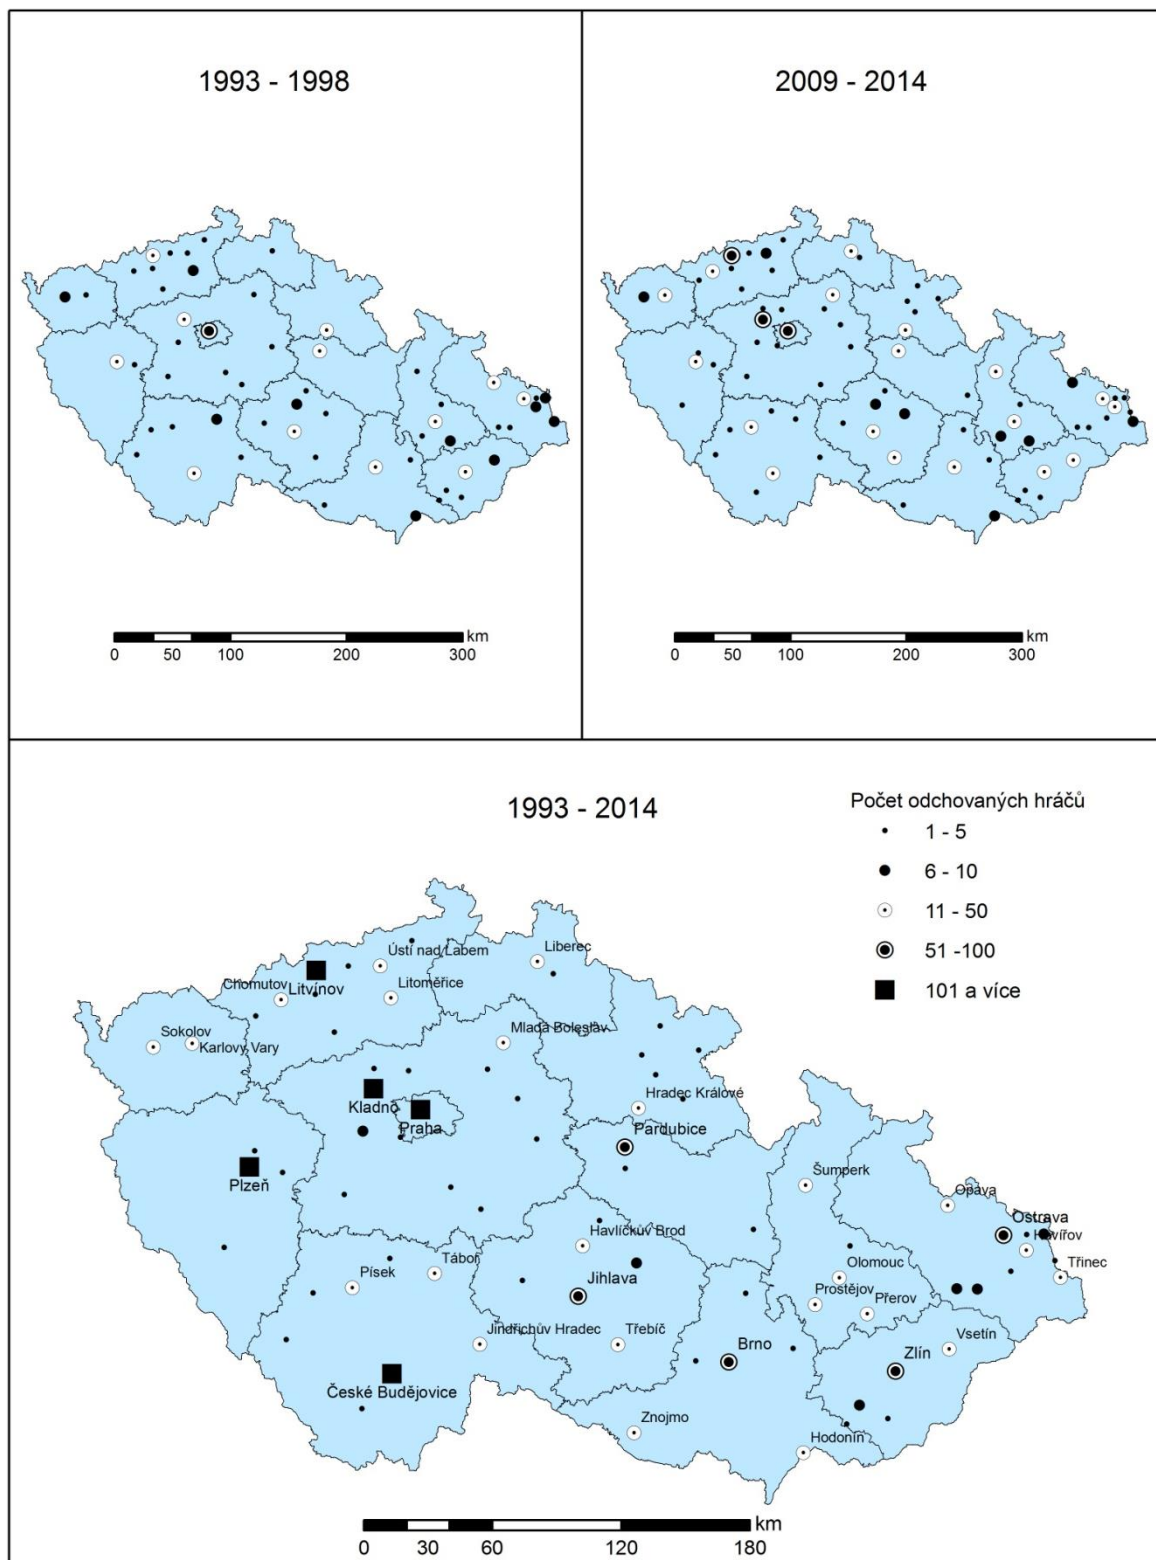 1993 - 1998
2009 - 2014
km
0 50 100 200 300
km
0 50 100 200 300
1993 - 2014
Počet odchovaných hráčů
1 - 5
6 - 10
11 - 50
51 -100
101 a více
Ústí nad Labem
Liberec
Chomutov
Litvínov
Litoměřice
Sokolov
Karlovy Vary
Mladá Boleslav
Kladno
Praha
Hradec Králové
Pardubice
Plzeň
Šumperk
Opava
Ostrava
Havířov
Třinec
Havlíčkův Brod
Tábor
Písek
Jihlava
Olomouc
Prostějov
Přerov
Jindřichův Hradec
Třebíč
Brno
Vsetín
Zlín
České Budějovice
Znojmo
Hodonín
km
0 30 60 120 180